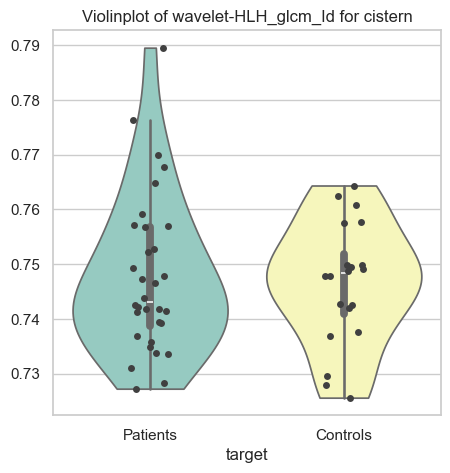 Violinplot of wavelet-HLH_glcm_Id for cistern
0.79
0.78
0.77
0.76
0.75
0.74
0.73
Patients Controls
target